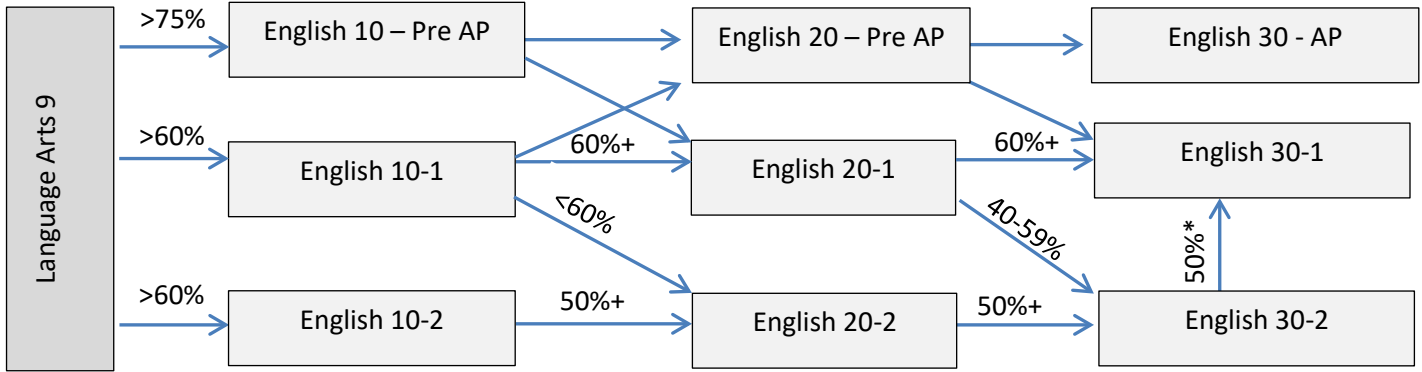 >75%
English 10 – Pre AP
English 20 – Pre AP
English 30 - AP
Language Arts 9
>60%
English 10-1
60%+
English 20-1
60%+
English 30-1
<60%
40-59%
50%*
>60%
English 10-2
50%+
English 20-2
50%+
English 30-2